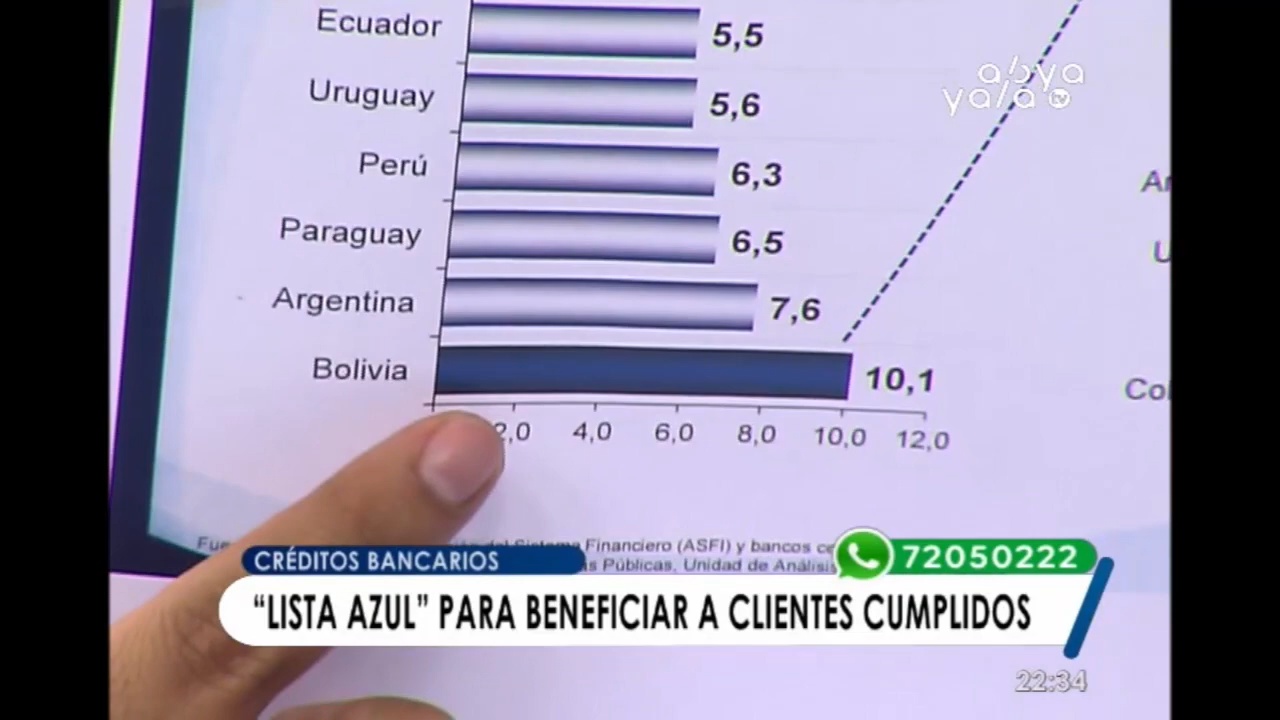 Ecuador 5,5
abya
yala tv
Uruguay 5,6
Perú 6,3
Paraguay 6,5
Argentina 7,6
Bolivia 10,1
2,0 4,0 6,0 8,0 10,0 12,0
Financiero (ASFI) y bancos
Públicas, Unidad de Análisis
CRÉDITOS BANCARIOS
72050222
“LISTA AZUL” PARA BENEFICIAR A CLIENTES CUMPLIDOS
22:34